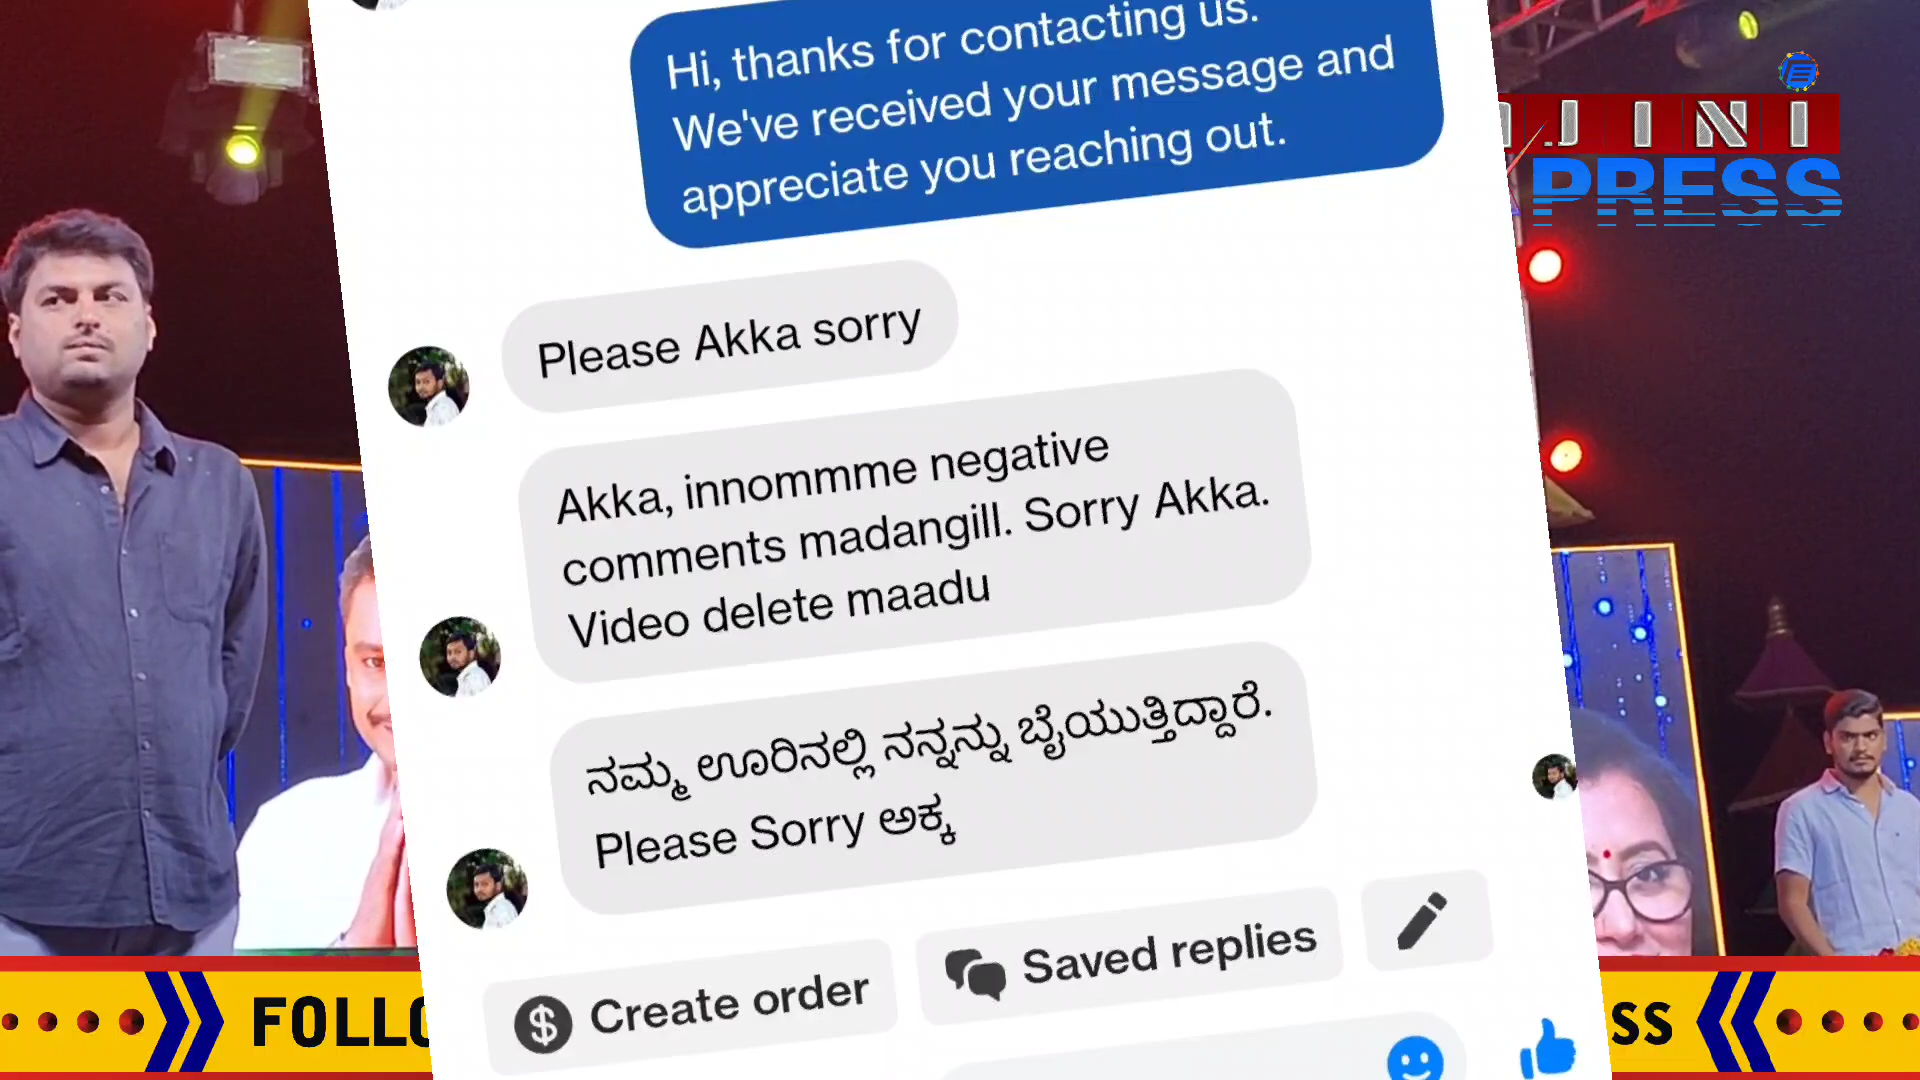 Hi, thanks for contacting us.
We've received your message and
appreciate you reaching out.
JINI
PRESS
Please Akka sorry
Akka, innommme negative
comments madangill. Sorry Akka.
Video delete maadu
ನಮ್ಮ ಊರಿನಲ್ಲಿ ನನ್ನನ್ನು ಬೈಯುತ್ತಿದ್ದಾರೆ.
Please Sorry ಅಕ್ಕ
Create order
Saved replies